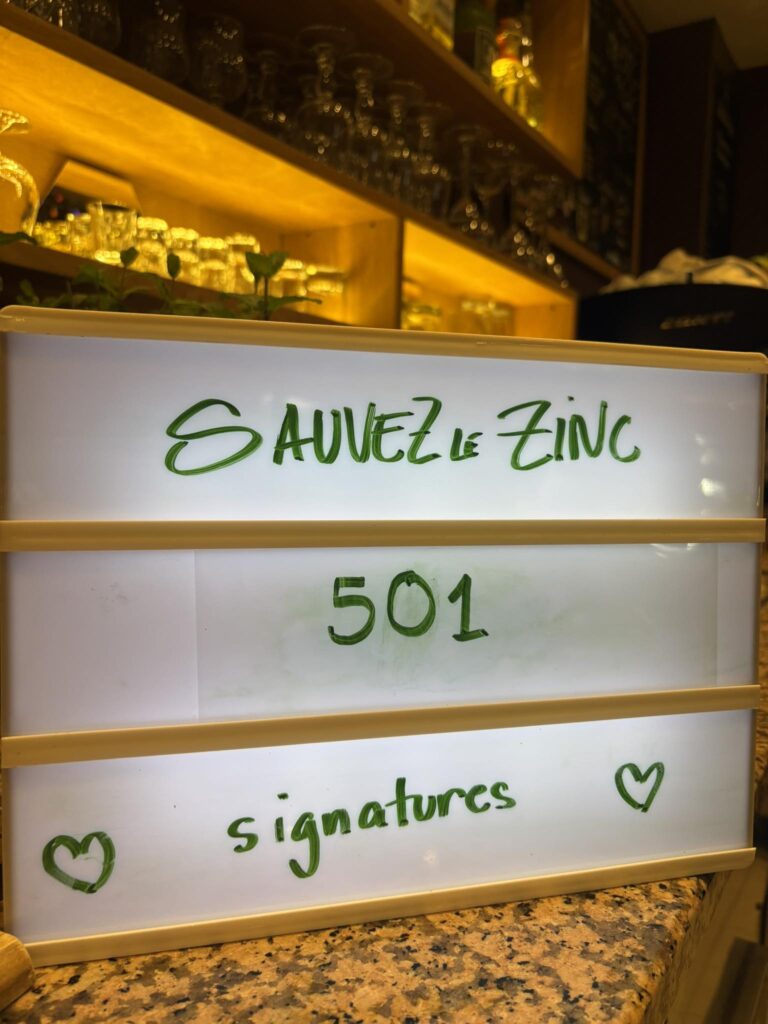 SAUVEZ LE ZINC
501
signatures